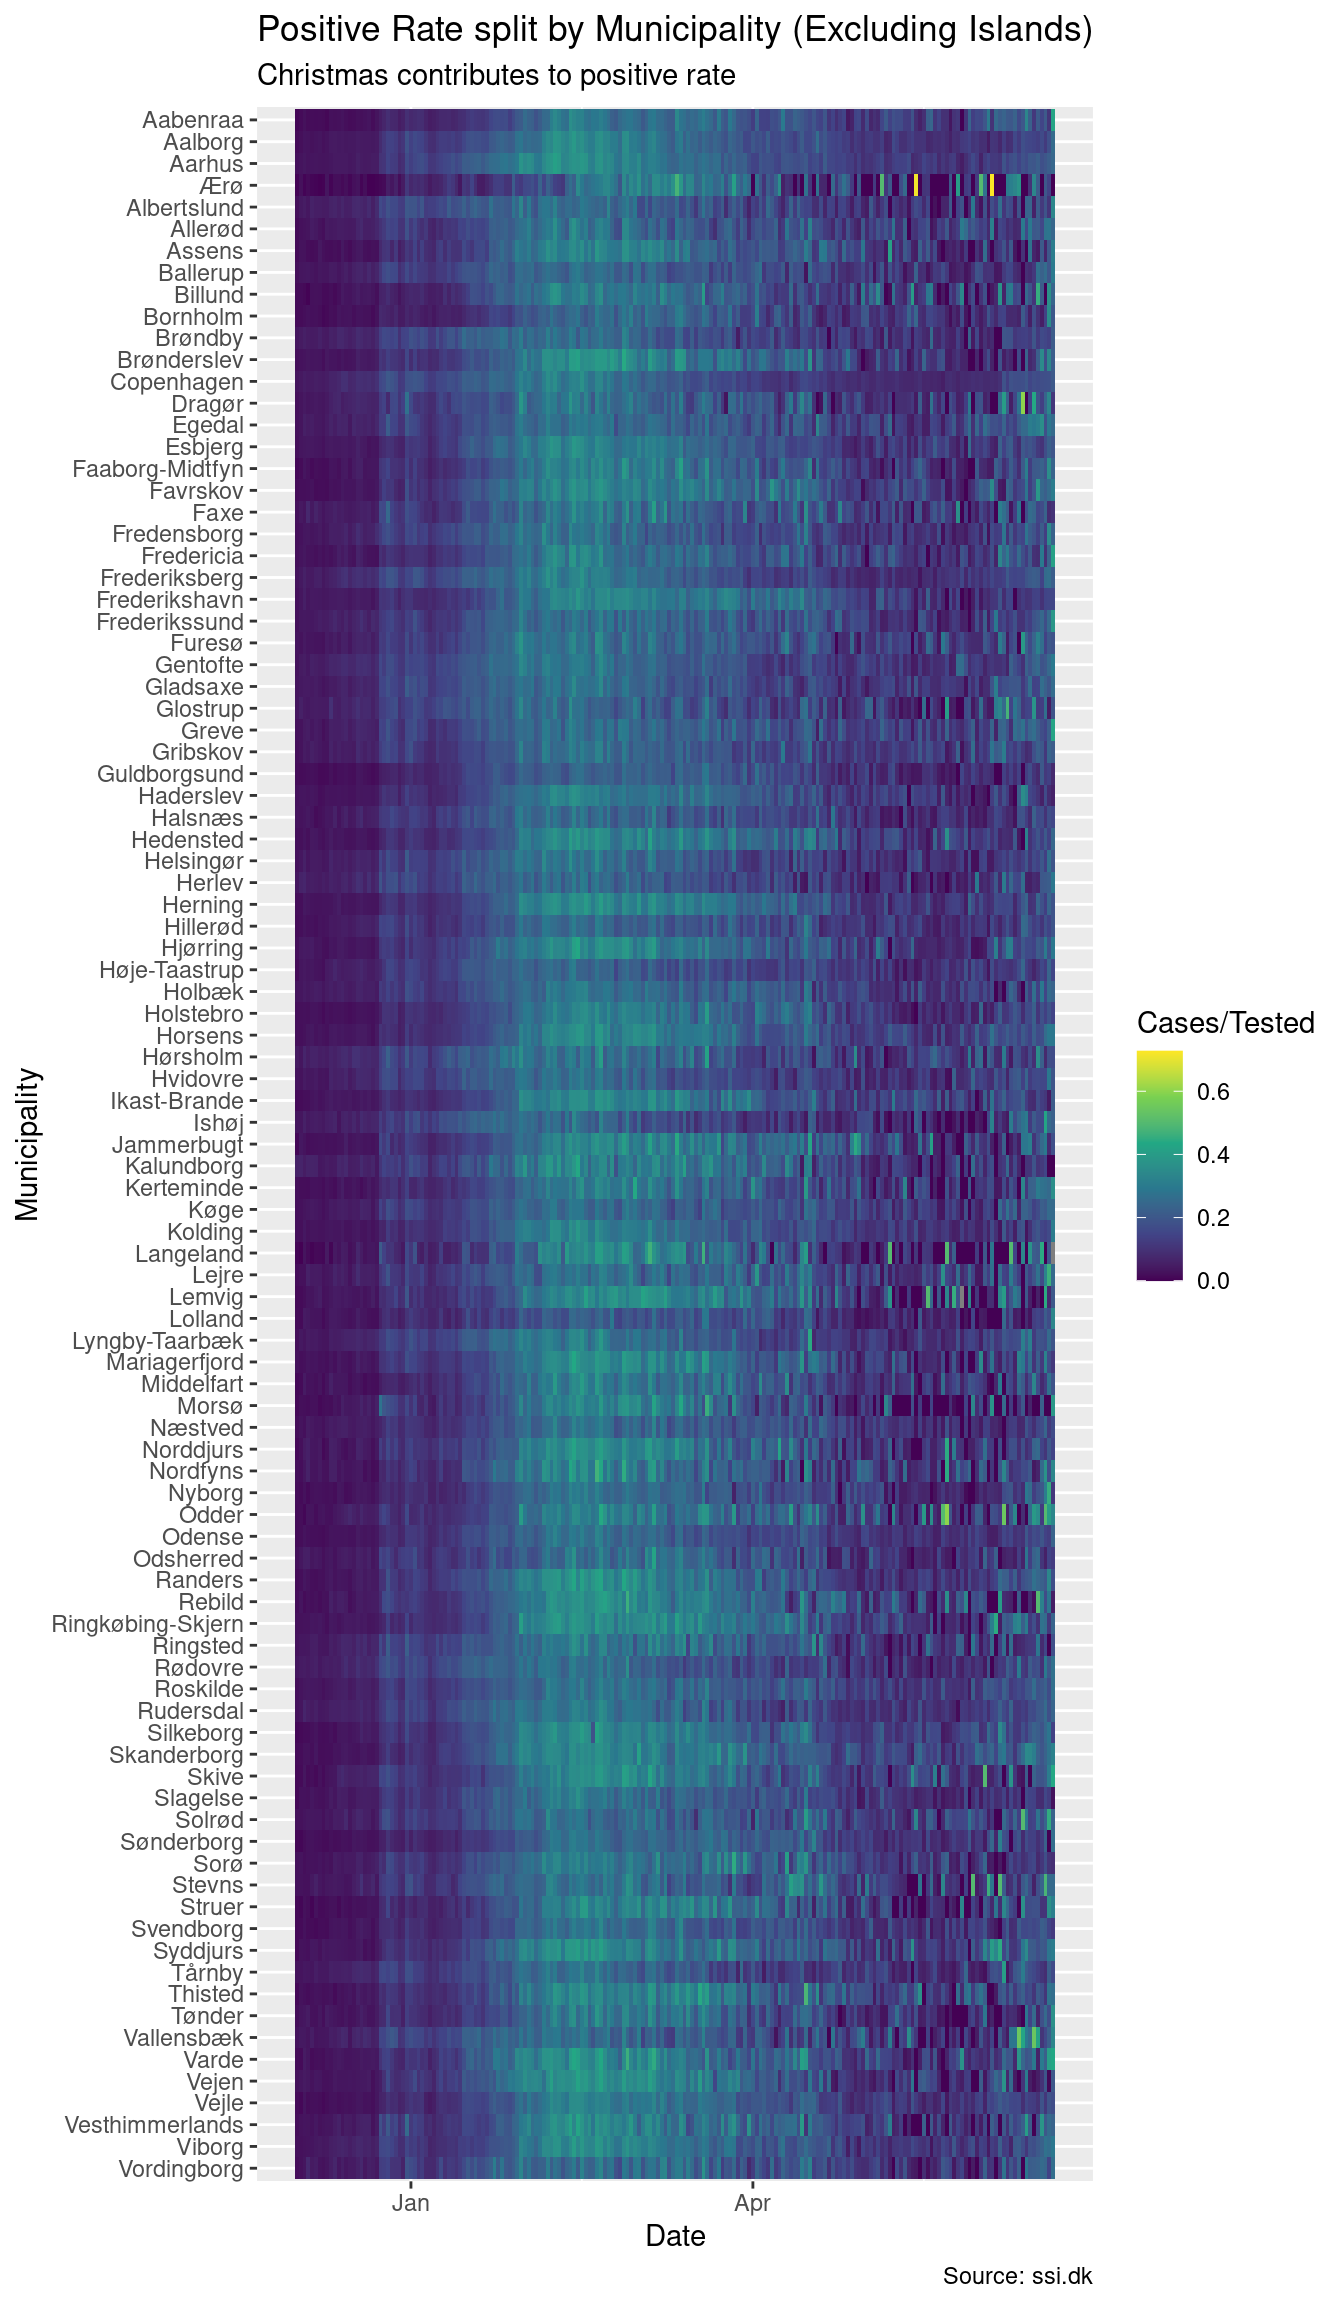 Positive Rate split by Municipality (Excluding Islands)
Christmas contributes to positive rate
Aabenraa
Aalborg
Aarhus
Ærø
Albertslund
Allerød
Assens
Ballerup
Billund
Bornholm
Brøndby
Brønderslev
Copenhagen
Dragør
Egedal
Esbjerg
Faaborg-Midtfyn
Favrskov
Faxe
Fredensborg
Fredericia
Frederiksberg
Frederikshavn
Frederikssund
Furesø
Gentofte
Gladsaxe
Glostrup
Greve
Gribskov
Guldborgsund
Haderslev
Halsnæs
Hedensted
Helsingør
Herlev
Herning
Hillerød
Hjørring
Høje-Taastrup
Holbæk
Holstebro
Horsens
Hørsholm
Hvidovre
Ikast-Brande
Ishøj
Jammerbugt
Kalundborg
Kerteminde
Køge
Kolding
Langeland
Lejre
Lemvig
Lolland
Lyngby-Taarbæk
Mariagerfjord
Middelfart
Morsø
Næstved
Norddjurs
Nordfyns
Nyborg
Odder
Odense
Odsherred
Randers
Rebild
Ringkøbing-Skjern
Ringsted
Rødovre
Roskilde
Rudersdal
Silkeborg
Skanderborg
Skive
Slagelse
Solrød
Sønderborg
Sorø
Stevns
Struer
Svendborg
Syddjurs
Tårnby
Thisted
Tønder
Vallensbæk
Varde
Vejen
Vejle
Vesthimmerlands
Viborg
Vordingborg
Municipality
Jan
Apr
Date
Cases/Tested
0.6
0.4
0.2
0.0
Source: ssi.dk